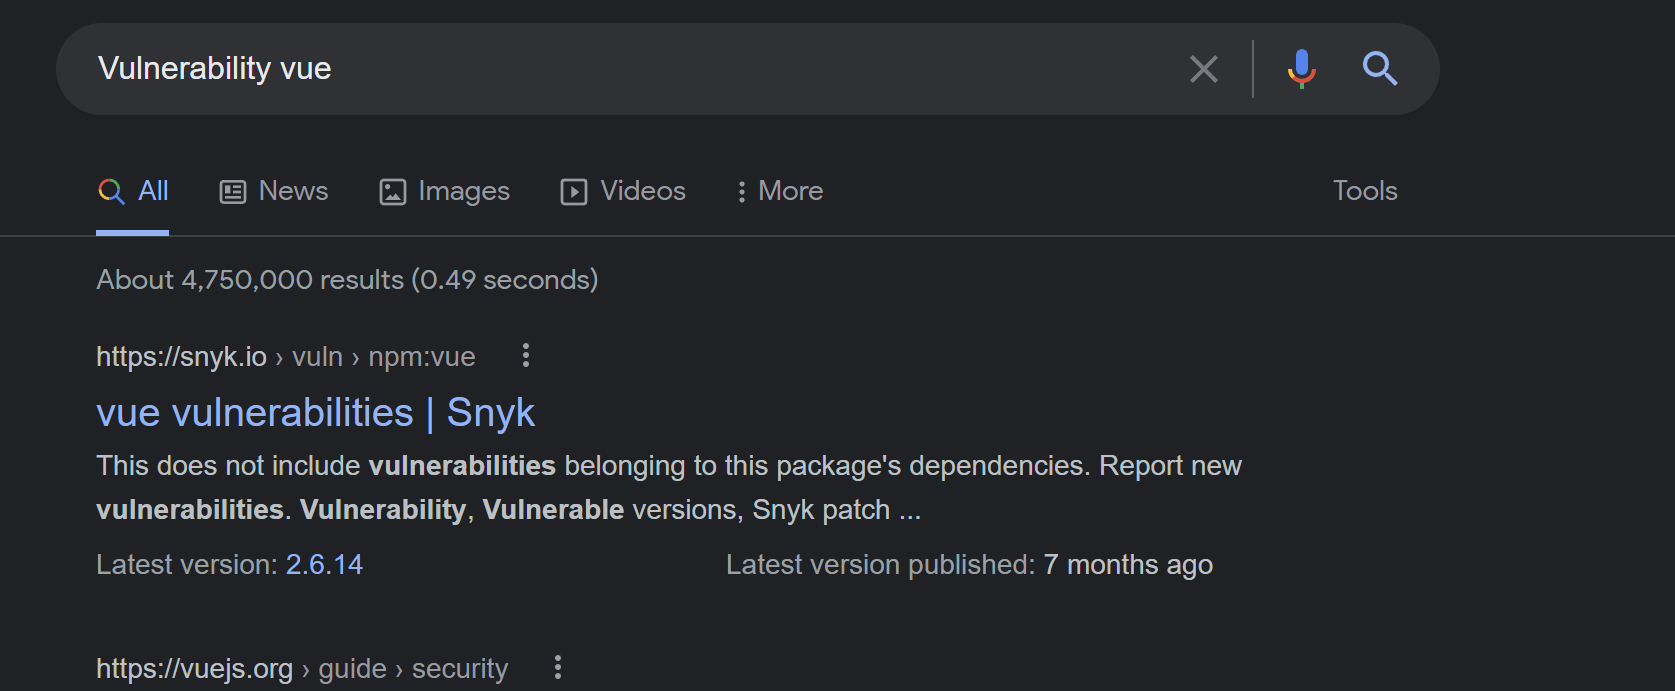 Vulnerability vue
All News Images Videos More Tools
About 4,750,000 results (0.49 seconds)
https://snyk.io › vuln › npm:vue
vue vulnerabilities | Snyk
This does not include vulnerabilities belonging to this package's dependencies. Report new
vulnerabilities. Vulnerability, Vulnerable versions, Snyk patch ...
Latest version: 2.6.14 Latest version published: 7 months ago
https://vuejs.org › guide › security